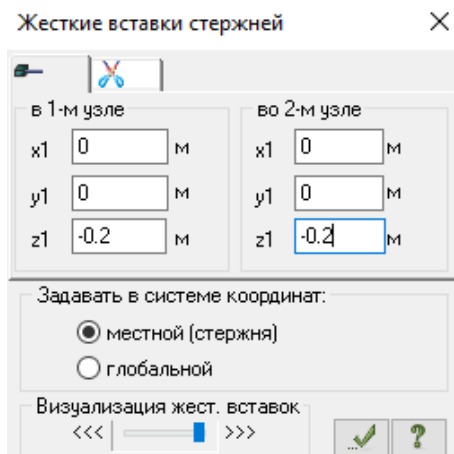 Жесткие вставки стержней
в 1-м узле
во 2-м узле
x1 0 м
x1 0 м
y1 0 м
y1 0 м
z1 -0.2 м
z1 -0.2 м
Задавать в системе координат:
местной (стержня)
глобальной
Визуализация жест. вставок
<<< >>>
?